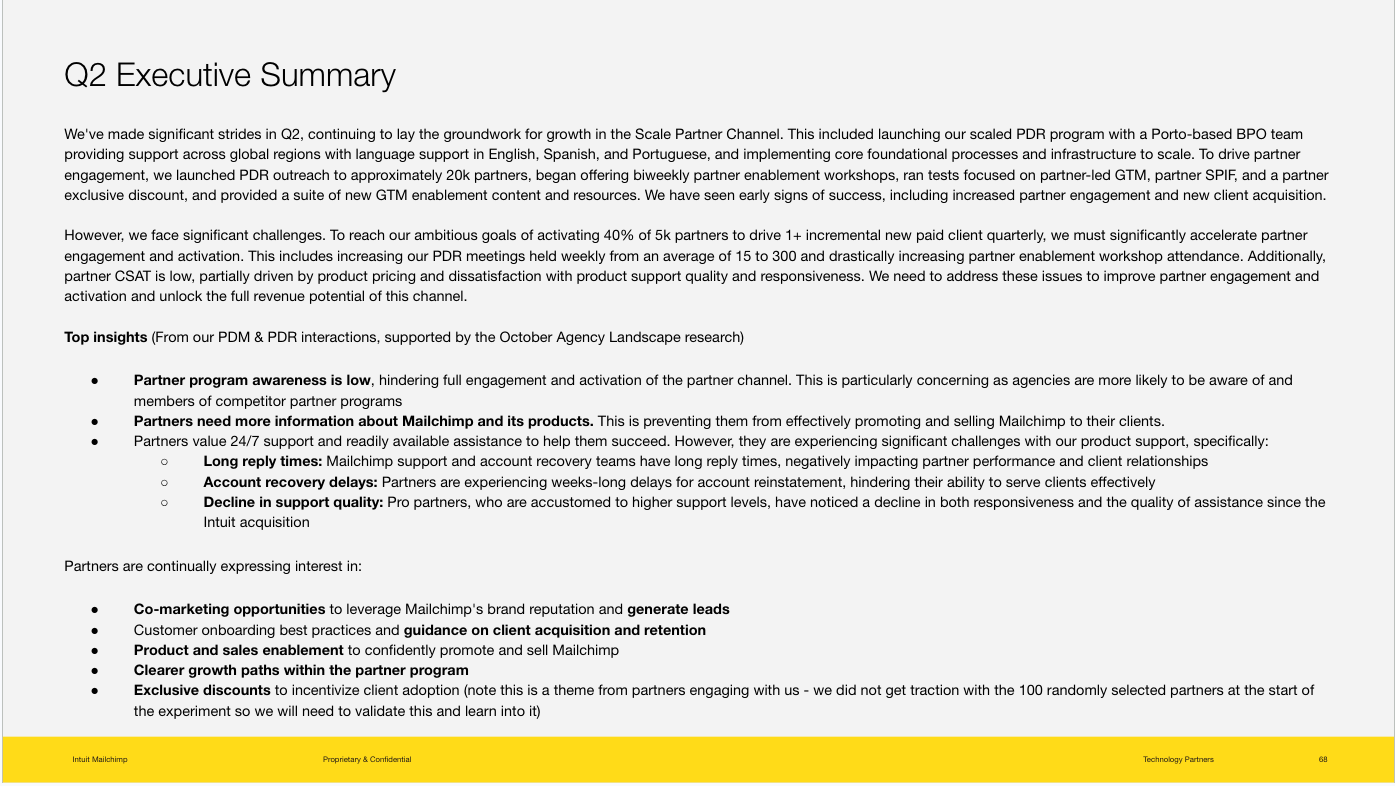 Q2 Executive Summary
We've made significant strides in Q2, continuing to lay the groundwork for growth in the Scale Partner Channel. This included launching our scaled PDR program with a Porto-based BPO team
providing support across global regions with language support in English, Spanish, and Portuguese, and implementing core foundational processes and infrastructure to scale. To drive partner
engagement, we launched PDR outreach to approximately 20k partners, began offering biweekly partner enablement workshops, ran tests focused on partner-led GTM, partner SPIF, and a partner
exclusive discount, and provided a suite of new GTM enablement content and resources. We have seen early signs of success, including increased partner engagement and new client acquisition.
However, we face significant challenges. To reach our ambitious goals of activating 40% of 5k partners to drive 1+ incremental new paid client quarterly, we must significantly accelerate partner
engagement and activation. This includes increasing our PDR meetings held weekly from an average of 15 to 300 and drastically increasing partner enablement workshop attendance. Additionally,
partner CSAT is low, partially driven by product pricing and dissatisfaction with product support quality and responsiveness. We need to address these issues to improve partner engagement and
activation and unlock the full revenue potential of this channel.
Top insights (From our PDM & PDR interactions, supported by the October Agency Landscape research)
● Partner program awareness is low, hindering full engagement and activation of the partner channel. This is particularly concerning as agencies are more likely to be aware of and
members of competitor partner programs
● Partners need more information about Mailchimp and its products. This is preventing them from effectively promoting and selling Mailchimp to their clients.
● Partners value 24/7 support and readily available assistance to help them succeed. However, they are experiencing significant challenges with our product support, specifically:
○ Long reply times: Mailchimp support and account recovery teams have long reply times, negatively impacting partner performance and client relationships
○ Account recovery delays: Partners are experiencing weeks-long delays for account reinstatement, hindering their ability to serve clients effectively
○ Decline in support quality: Pro partners, who are accustomed to higher support levels, have noticed a decline in both responsiveness and the quality of assistance since the
Intuit acquisition
Partners are continually expressing interest in:
● Co-marketing opportunities to leverage Mailchimp's brand reputation and generate leads
● Customer onboarding best practices and guidance on client acquisition and retention
● Product and sales enablement to confidently promote and sell Mailchimp
● Clearer growth paths within the partner program
● Exclusive discounts to incentivize client adoption (note this is a theme from partners engaging with us - we did not get traction with the 100 randomly selected partners at the start of
the experiment so we will need to validate this and learn into it)
Intuit Mailchimp
Proprietary & Confidential
Technology Partners
68